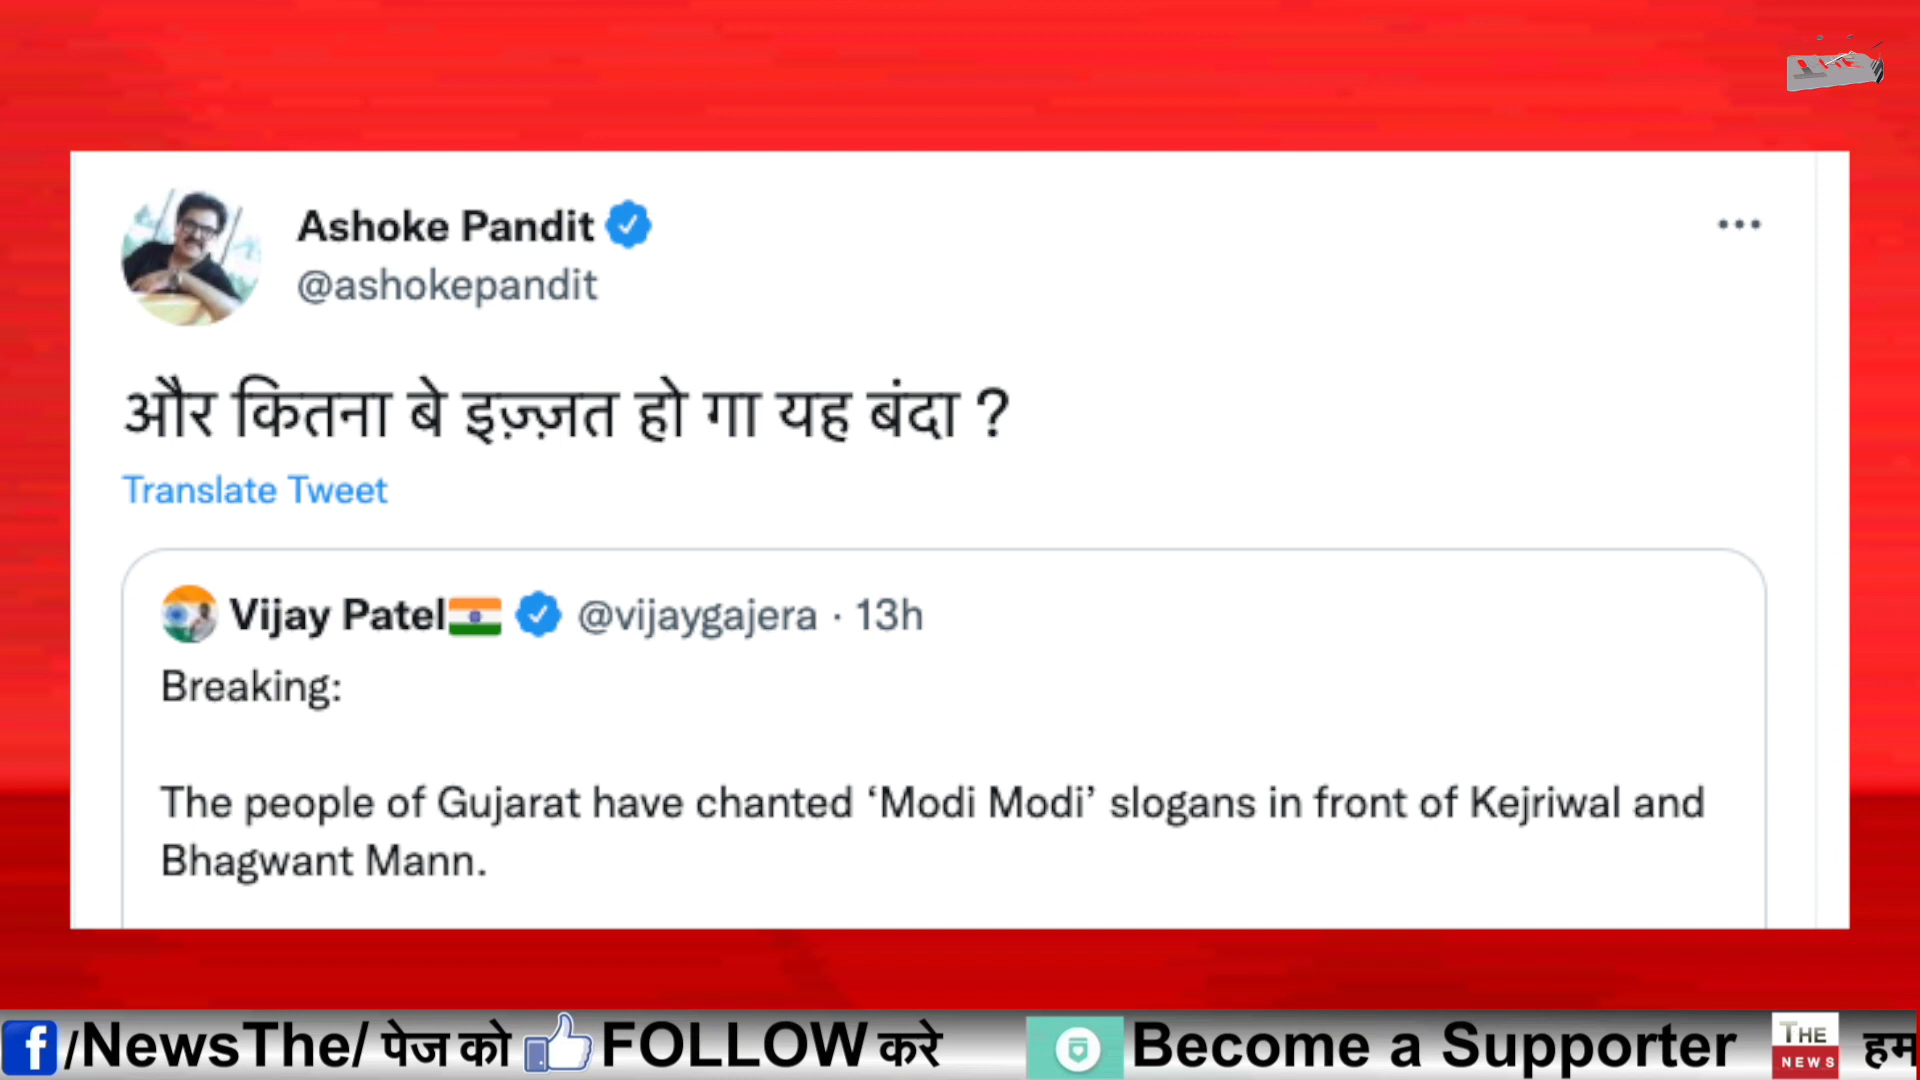 Ashoke Pandit
@ashokepandit
और कितना बे इज़्ज़त हो गा यह बंदा ?
Translate Tweet
Vijay Patel @vijaygajera · 13h
Breaking:
The people of Gujarat have chanted ‘Modi Modi’ slogans in front of Kejriwal and
Bhagwant Mann.
f /NewsThe/ पेज को FOLLOW करे Become a Supporter THE NEWS हम